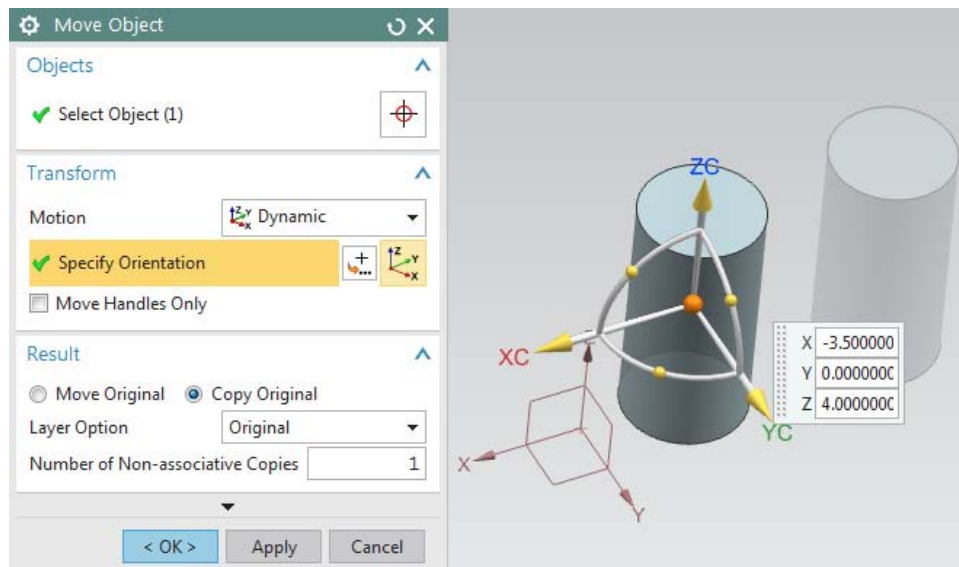 Move Object
Objects
Select Object (1)
Transform
Motion
Dynamic
Specify Orientation
Move Handles Only
Result
Move Original
Copy Original
Layer Option
Original
Number of Non-associative Copies
1
< OK >
Apply
Cancel
ZC
XC
YC
X
Y
X -3.500000
Y 0.000000(
Z 4.000000(